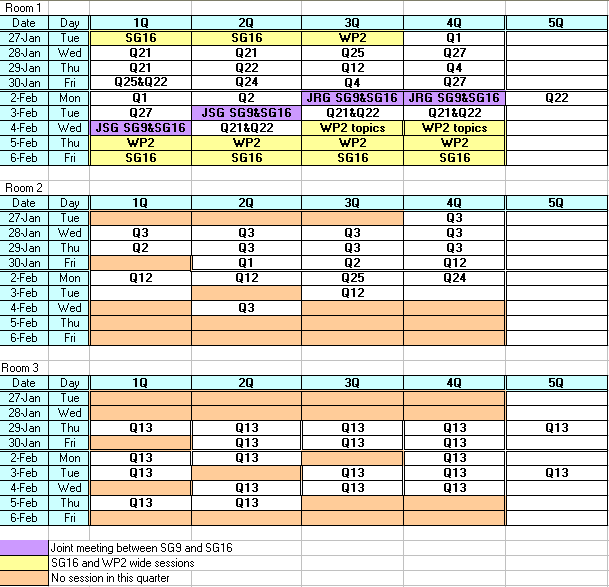 Room 1
Date Day 1Q 2Q 3Q 4Q 5Q
27-Jan Tue SG16 SG16 WP2 Q1
28-Jan Wed Q21 Q21 Q25 Q27
29-Jan Thu Q21 Q22 Q12 Q4
30-Jan Fri Q25&Q22 Q24 Q4 Q27
2-Feb Mon Q1 Q2 JRG SG9&SG16 JRG SG9&SG16 Q22
3-Feb Tue Q27 JSG SG9&SG16 Q21&Q22 Q21&Q22
4-Feb Wed JSG SG9&SG16 Q21&Q22 WP2 topics WP2 topics
5-Feb Thu WP2 WP2 WP2 WP2
6-Feb Fri SG16 SG16 SG16 SG16
Room 2
Date Day 1Q 2Q 3Q 4Q 5Q
27-Jan Tue Q3
28-Jan Wed Q3 Q3 Q3 Q3
29-Jan Thu Q2 Q3 Q3 Q3
30-Jan Fri Q1 Q2 Q12
2-Feb Mon Q12 Q12 Q25 Q24
3-Feb Tue Q12
4-Feb Wed Q3
5-Feb Thu
6-Feb Fri
Room 3
Date Day 1Q 2Q 3Q 4Q 5Q
27-Jan Tue
28-Jan Wed
29-Jan Thu Q13 Q13 Q13 Q13 Q13
30-Jan Fri Q13 Q13 Q13
2-Feb Mon Q13 Q13 Q13
3-Feb Tue Q13 Q13 Q13 Q13
4-Feb Wed Q13 Q13 Q13
5-Feb Thu Q13 Q13
6-Feb Fri
Joint meeting between SG9 and SG16
SG16 and WP2 wide sessions
No session in this quarter